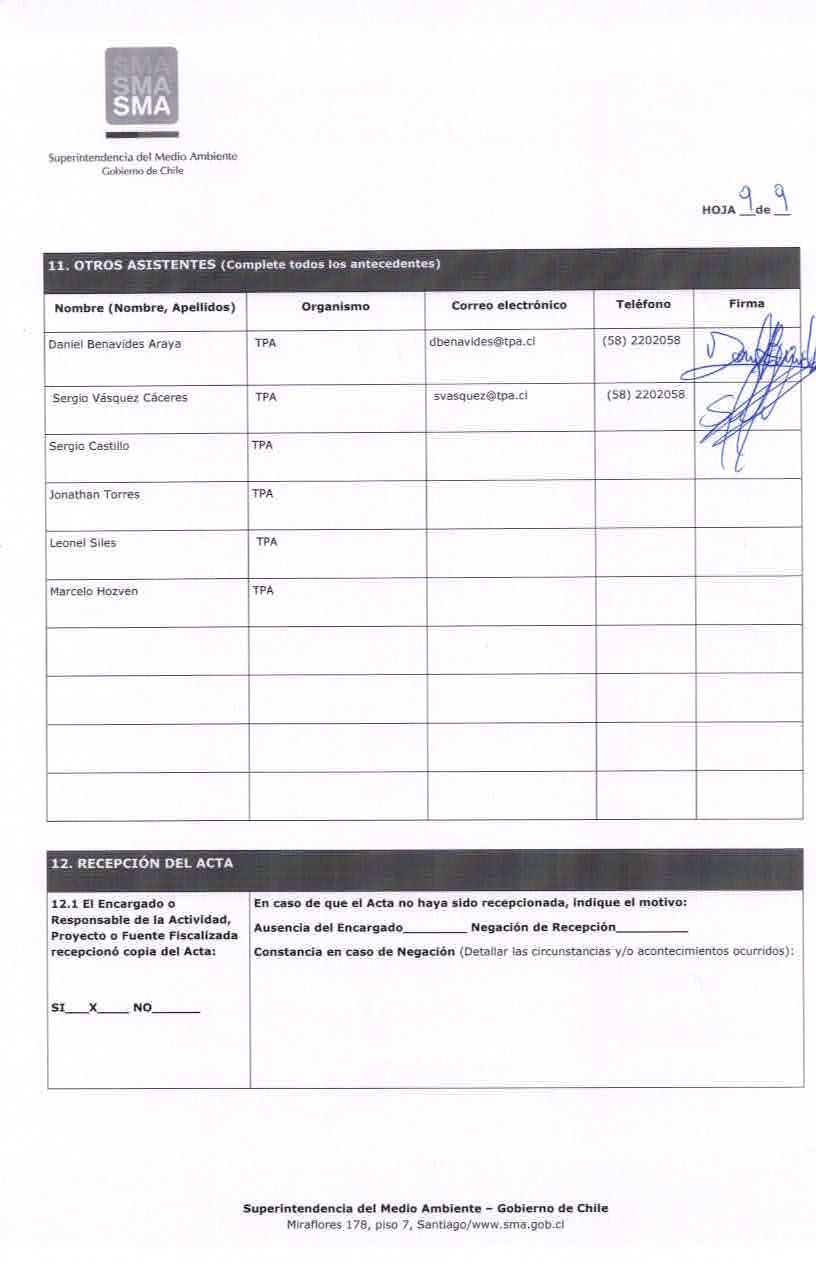 SMA
SMA
SMA
Superintendencia del Medio Ambiente
Gobierno de Chile
HOJA 9 de 9
11. OTROS ASISTENTES (Complete todos los antecedentes)
Nombre (Nombre, Apellidos) Organismo Correo electrónico Teléfono Firma
Daniel Benavides Araya TPA dbenavides@tpa.cl (58) 2202058
Sergio Vásquez Cáceres TPA svasquez@tpa.cl (58) 2202058
Sergio Castillo TPA
Jonathan Torres TPA
Leonel Siles TPA
Marcelo Hozven TPA
12. RECEPCIÓN DEL ACTA
12.1 El Encargado o
Responsable de la Actividad,
Proyecto o Fuente Fiscalizada
recepcionó copia del Acta:
SI___X____ NO______
En caso de que el Acta no haya sido recepcionada, indique el motivo:
Ausencia del Encargado________ Negación de Recepción_________
Constancia en caso de Negación (Detallar las circunstancias y/o acontecimientos ocurridos):
Superintendencia del Medio Ambiente – Gobierno de Chile
Miraflores 178, piso 7, Santiago/www.sma.gob.cl